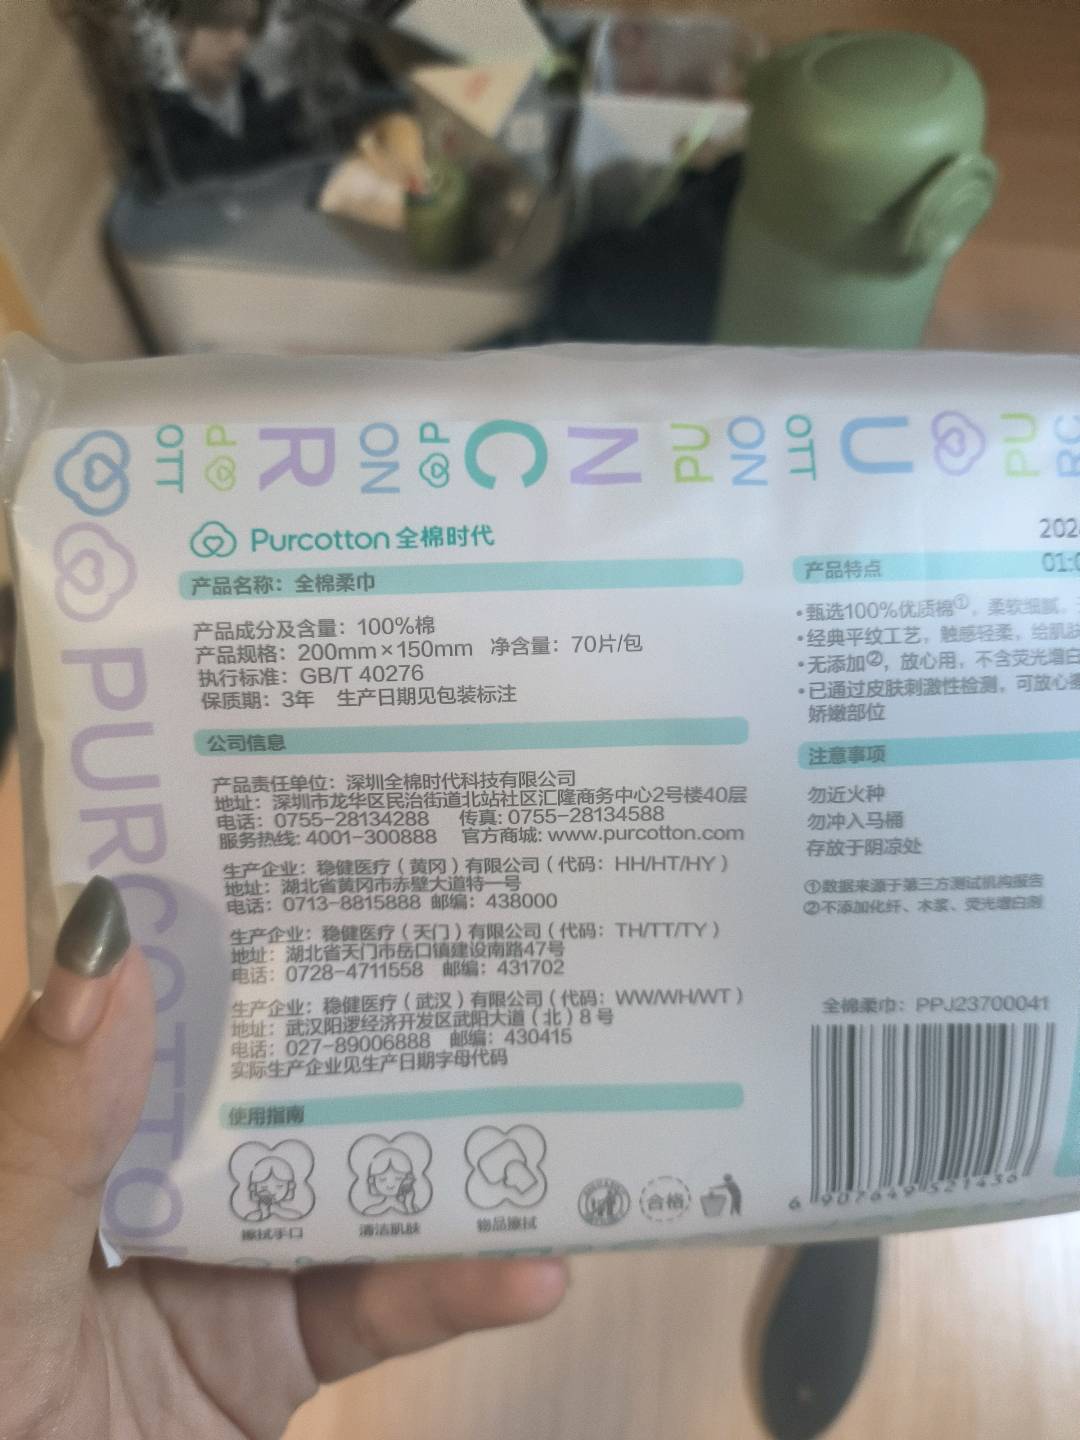 OTT
P
R
ON
P
C
N
PU
ON
OTT
U
PU
PURCOTTO
Purcotton 全棉时代
产品名称：全棉柔巾
产品成分及含量：100%棉
产品规格：200mm×150mm 净含量：70片/包
执行标准：GB/T 40276
保质期：3年 生产日期见包装标注
公司信息
产品责任单位：深圳全棉时代科技有限公司
地址：深圳市龙华区民治街道北站社区汇隆商务中心2号楼40层
电话：0755-28134288 传真：0755-28134588
服务热线：4001-300888 官方商城：www.purcotton.com
生产企业：稳健医疗（黄冈）有限公司（代码：HH/HT/HY）
地址：湖北省黄冈市赤壁大道特一号
电话：0713-8815888 邮编：438000
生产企业：稳健医疗（天门）有限公司（代码：TH/TT/TY）
地址：湖北省天门市岳口镇建设南路47号
电话：0728-4711558 邮编：431702
生产企业：稳健医疗（武汉）有限公司（代码：WW/WH/WT）
地址：武汉阳逻经济开发区武阳大道（北）8号
电话：027-89006888 邮编：430415
实际生产企业见生产日期字母代码
使用指南
擦拭手口
清洁肌肤
物品擦拭
合格
202
01:
产品特点
•甄选100%优质棉①，柔软细腻，
•经典平纹工艺，触感轻柔，给肌肤
•无添加②，放心用，不含荧光增白
•已通过皮肤刺激性检测，可放心
娇嫩部位
注意事项
勿近火种
勿冲入马桶
存放于阴凉处
①数据来源于第三方测试机构报告
②不添加化纤、木浆、荧光增白剂
全棉柔巾：PPJ23700041
6 907649 521436